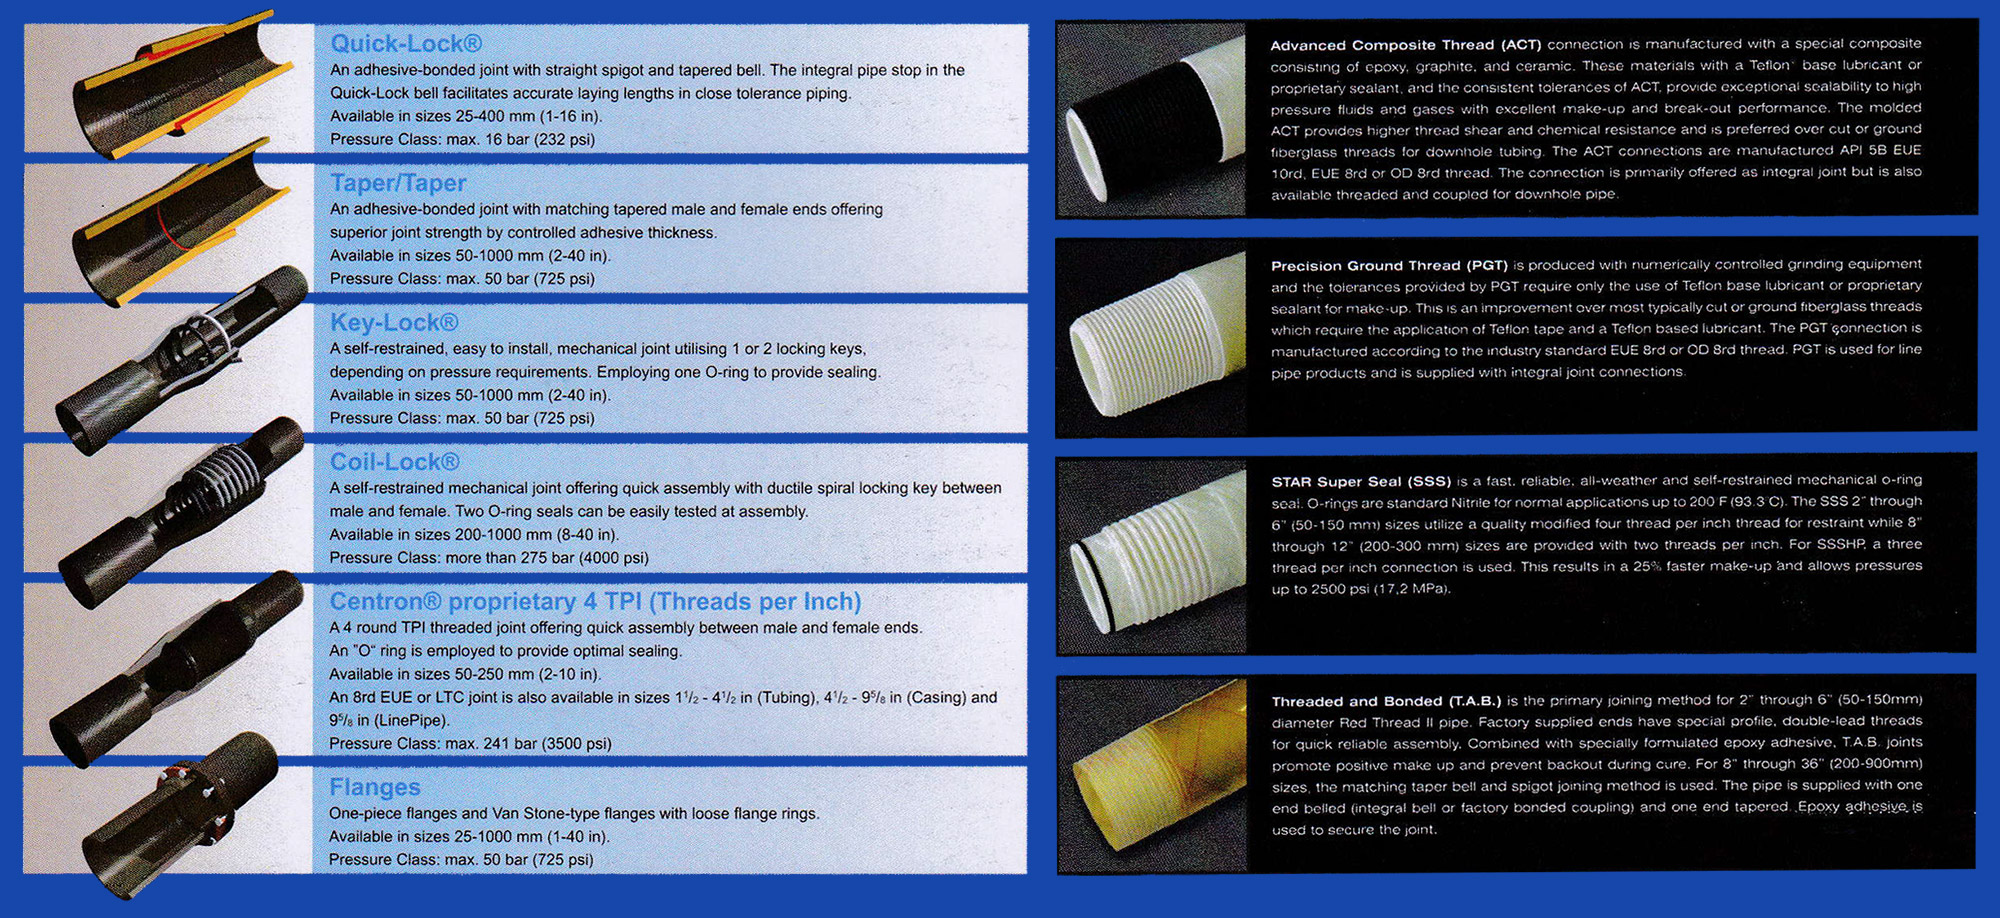 Quick-Lock®
An adhesive-bonded joint with straight spigot and tapered bell. The integral pipe stop in the
Quick-Lock bell facilitates accurate laying lengths in close tolerance piping.
Available in sizes 25-400 mm (1-16 in).
Pressure Class: max. 16 bar (232 psi)
Taper/Taper
An adhesive-bonded joint with matching tapered male and female ends offering
superior joint strength by controlled adhesive thickness.
Available in sizes 50-1000 mm (2-40 in).
Pressure Class: max. 50 bar (725 psi)
Key-Lock®
A self-restrained, easy to install, mechanical joint utilising 1 or 2 locking keys,
depending on pressure requirements. Employing one O-ring to provide sealing.
Available in sizes 50-1000 mm (2-40 in).
Pressure Class: max. 50 bar (725 psi)
Coil-Lock®
A self-restrained mechanical joint offering quick assembly with ductile spiral locking key between
male and female. Two O-ring seals can be easily tested at assembly.
Available in sizes 200-1000 mm (8-40 in).
Pressure Class: more than 275 bar (4000 psi)
Centron® proprietary 4 TPI (Threads per Inch)
A 4 round TPI threaded joint offering quick assembly between male and female ends.
An "O" ring is employed to provide optimal sealing.
Available in sizes 50-250 mm (2-10 in).
An 8rd EUE or LTC joint is also available in sizes 1¹/₂ - 4¹/₂ in (Tubing), 4¹/₂ - 9⁵/₈ in (Casing) and
9⁵/₈ in (LinePipe).
Pressure Class: max. 241 bar (3500 psi)
Flanges
One-piece flanges and Van Stone-type flanges with loose flange rings.
Available in sizes 25-1000 mm (1-40 in).
Pressure Class: max. 50 bar (725 psi)
Advanced Composite Thread (ACT) connection is manufactured with a special composite
consisting of epoxy, graphite, and ceramic. These materials with a Teflon® base lubricant or
proprietary sealant, and the consistent tolerances of ACT, provide exceptional sealability to high
pressure fluids and gases with excellent make-up and break-out performance. The molded
ACT provides higher thread shear and chemical resistance and is preferred over cut or ground
fiberglass threads for downhole tubing. The ACT connections are manufactured API 5B EUE
10rd, EUE 8rd or OD 8rd thread. The connection is primarily offered as integral joint but is also
available threaded and coupled for downhole pipe.
Precision Ground Thread (PGT) is produced with numerically controlled grinding equipment
and the tolerances provided by PGT require only the use of Teflon base lubricant or proprietary
sealant for make-up. This is an improvement over most typically cut or ground fiberglass threads
which require the application of Teflon tape and a Teflon based lubricant. The PGT connection is
manufactured according to the industry standard EUE 8rd or OD 8rd thread. PGT is used for line
pipe products and is supplied with integral joint connections.
STAR Super Seal (SSS) is a fast, reliable, all-weather and self-restrained mechanical o-ring
seal. O-rings are standard Nitrile for normal applications up to 200 F (93.3°C). The SSS 2" through
6" (50-150 mm) sizes utilize a quality modified four thread per inch thread for restraint while 8"
through 12" (200-300 mm) sizes are provided with two threads per inch. For SSSHP, a three
thread per inch connection is used. This results in a 25% faster make-up and allows pressures
up to 2500 psi (17,2 MPa).
Threaded and Bonded (T.A.B.) is the primary joining method for 2" through 6" (50-150mm)
diameter Red Thread II pipe. Factory supplied ends have special profile, double-lead threads
for quick reliable assembly. Combined with specially formulated epoxy adhesive, T.A.B. joints
promote positive make up and prevent backout during cure. For 8" through 36" (200-900mm)
sizes, the matching taper bell and spigot joining method is used. The pipe is supplied with one
end belled (integral bell or factory bonded coupling) and one end tapered. Epoxy adhesive is
used to secure the joint.